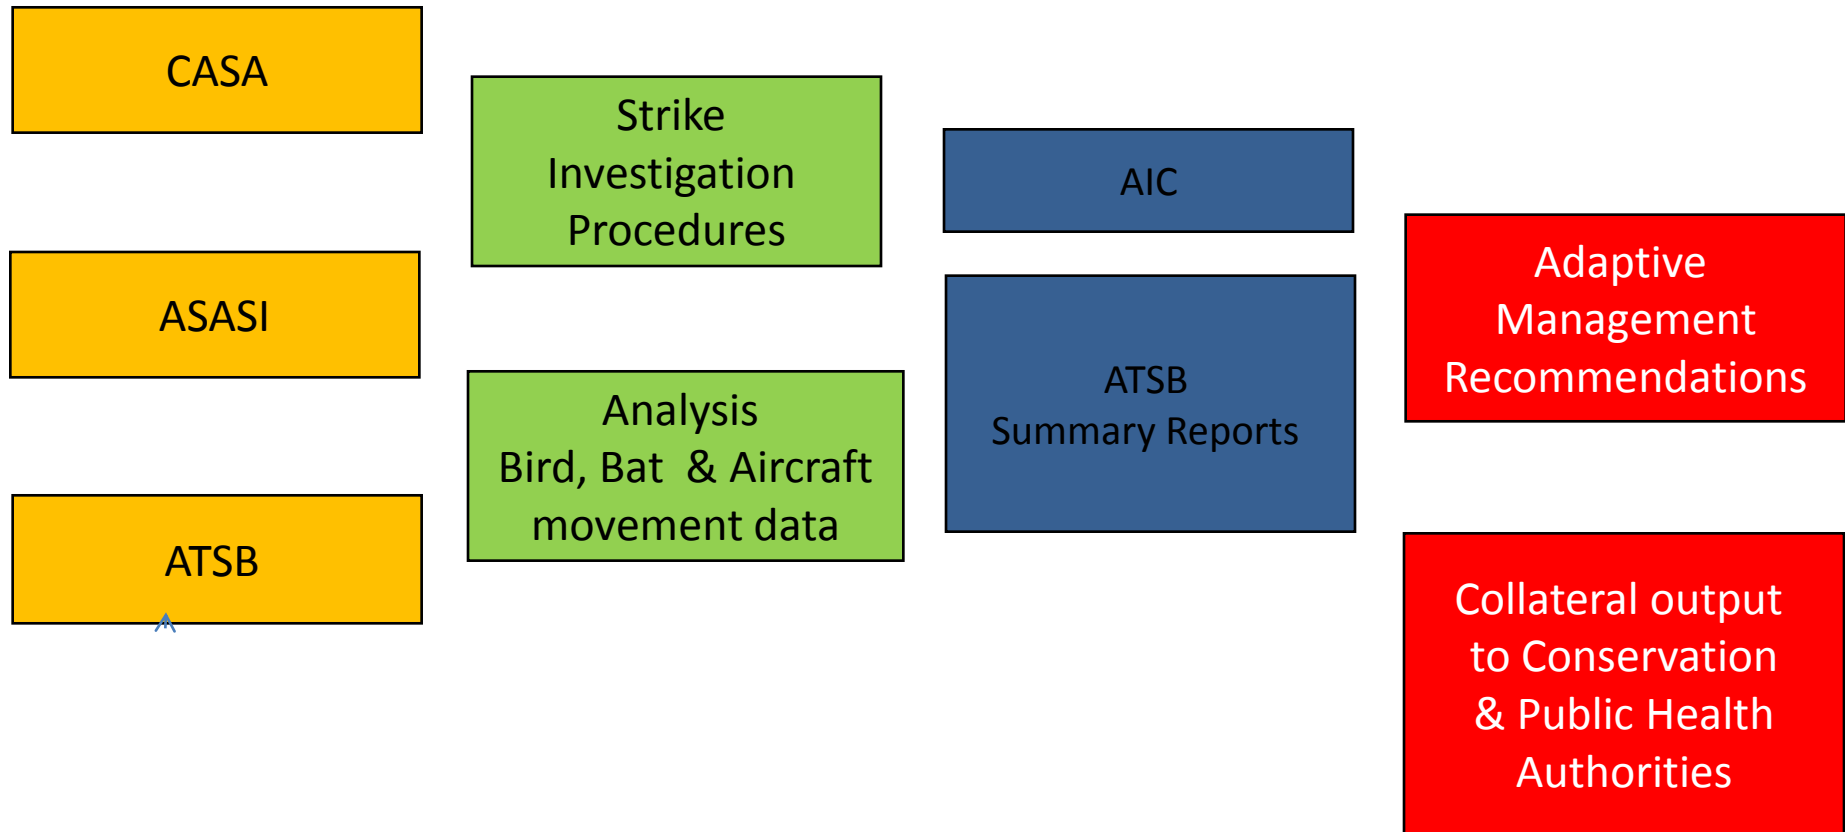 CASA
ASASI
ATSB
Strike
Investigation
Procedures
Analysis
Bird, Bat & Aircraft
movement data
AIC
ATSB
Summary Reports
Adaptive
Management
Recommendations
Collateral output
to Conservation
& Public Health
Authorities